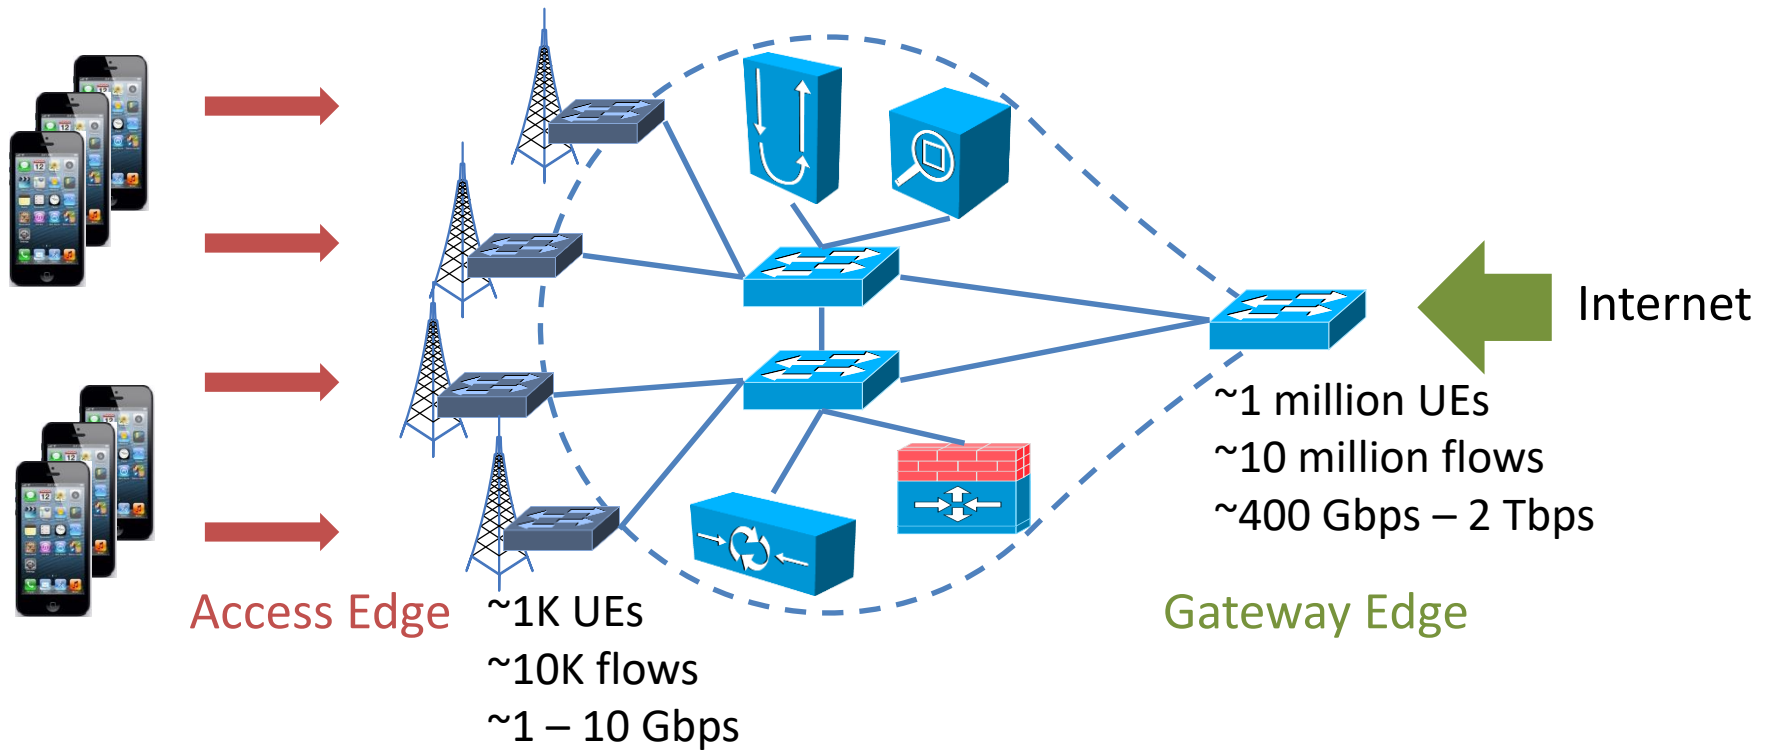 Internet
~1 million UEs
~10 million flows
~400 Gbps – 2 Tbps
Access Edge
~1K UEs
~10K flows
~1 – 10 Gbps
Gateway Edge